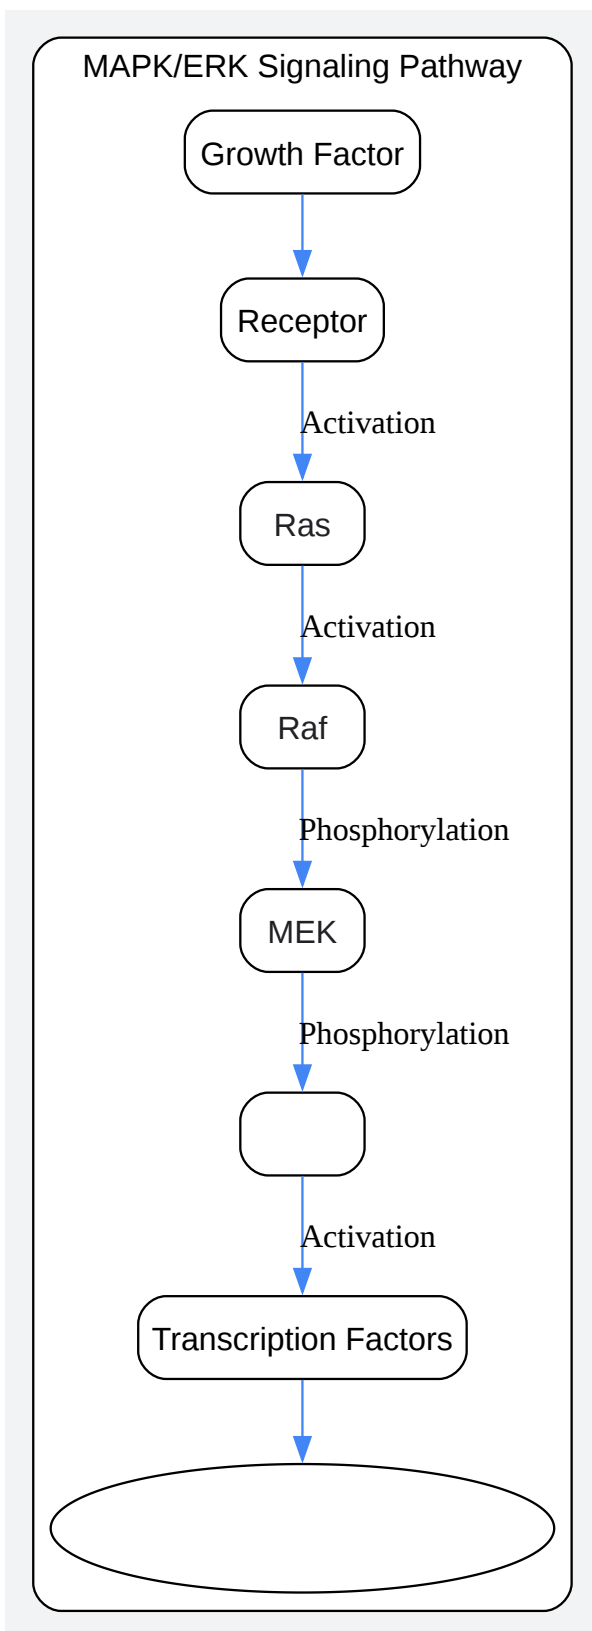 MAPK/ERK Signaling Pathway
Growth Factor
Receptor
Activation
Ras
Activation
Raf
Phosphorylation
MEK
Phosphorylation
Activation
Transcription Factors